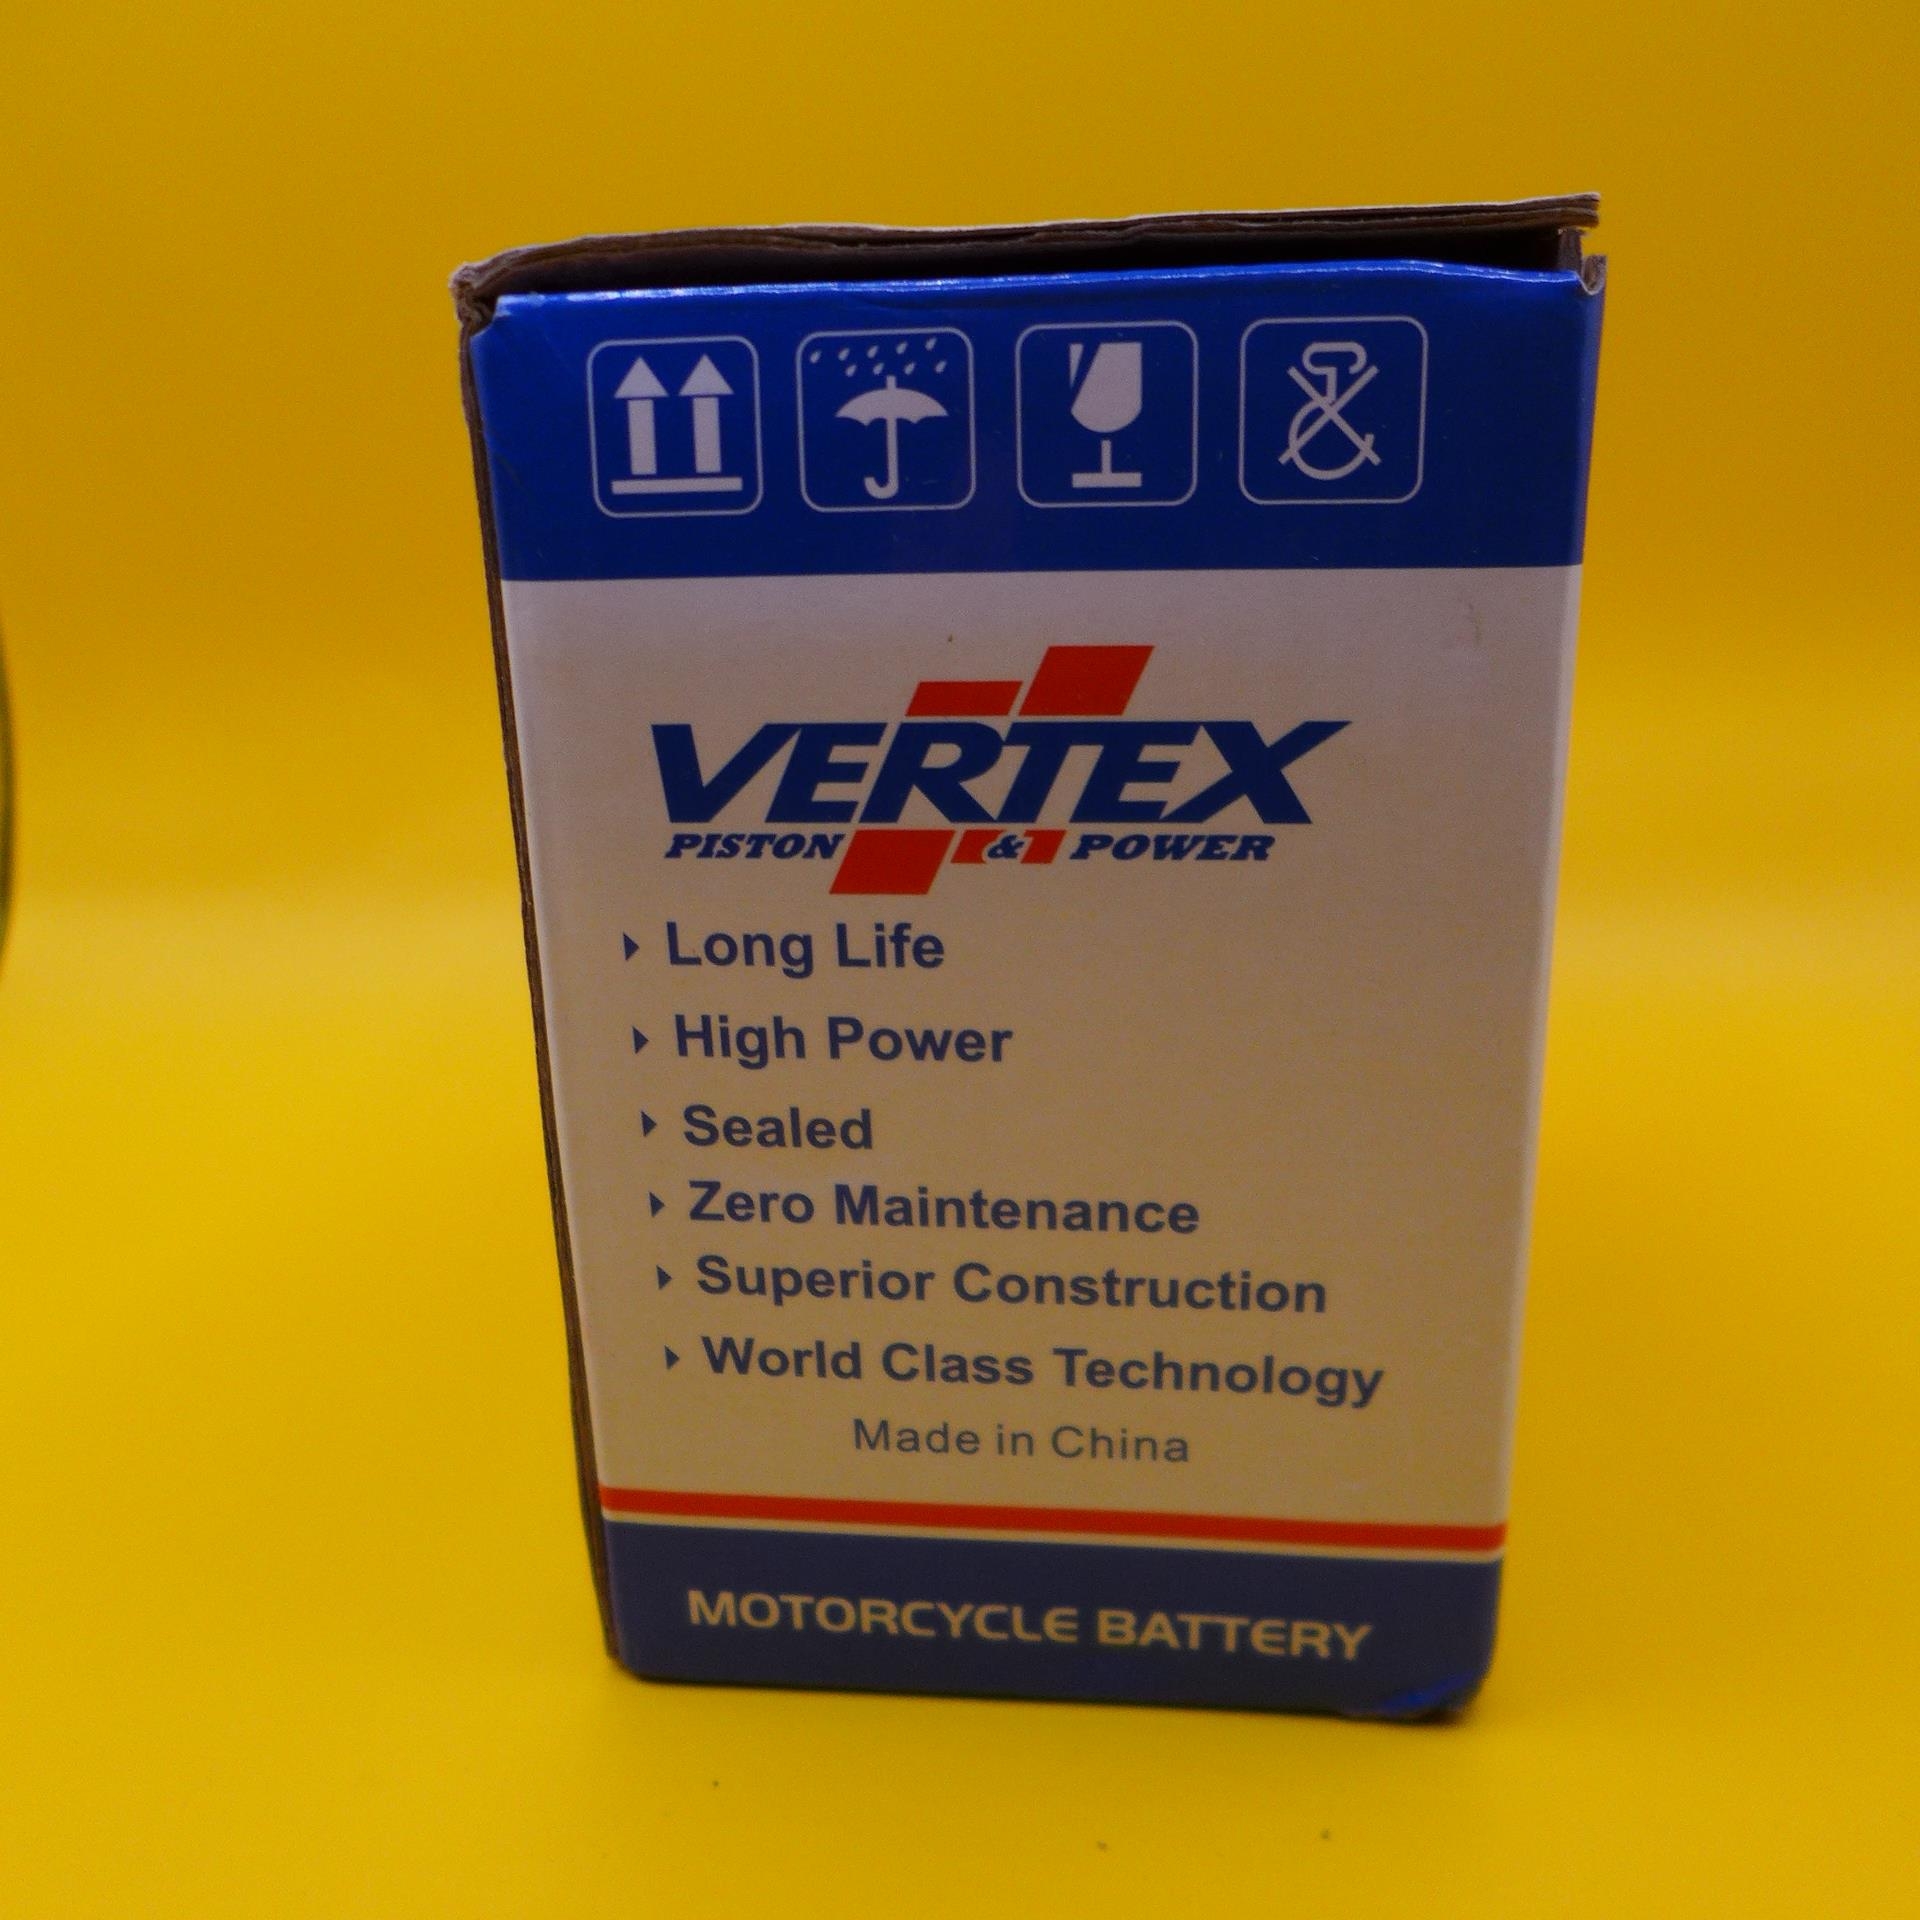 VERTEX
PISTON & POWER
Long Life
High Power
Sealed
Zero Maintenance
Superior Construction
World Class Technology
Made in China
MOTORCYCLE BATTERY